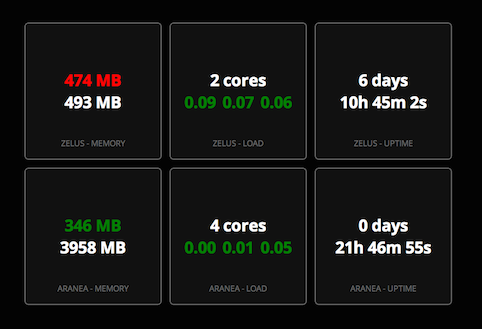 474 MB
493 MB
ZELUS - MEMORY
2 cores
0.09 0.07 0.06
ZELUS - LOAD
6 days
10h 45m 2s
ZELUS - UPTIME
346 MB
3958 MB
ARANEA - MEMORY
4 cores
0.00 0.01 0.05
ARANEA - LOAD
0 days
21h 46m 55s
ARANEA - UPTIME